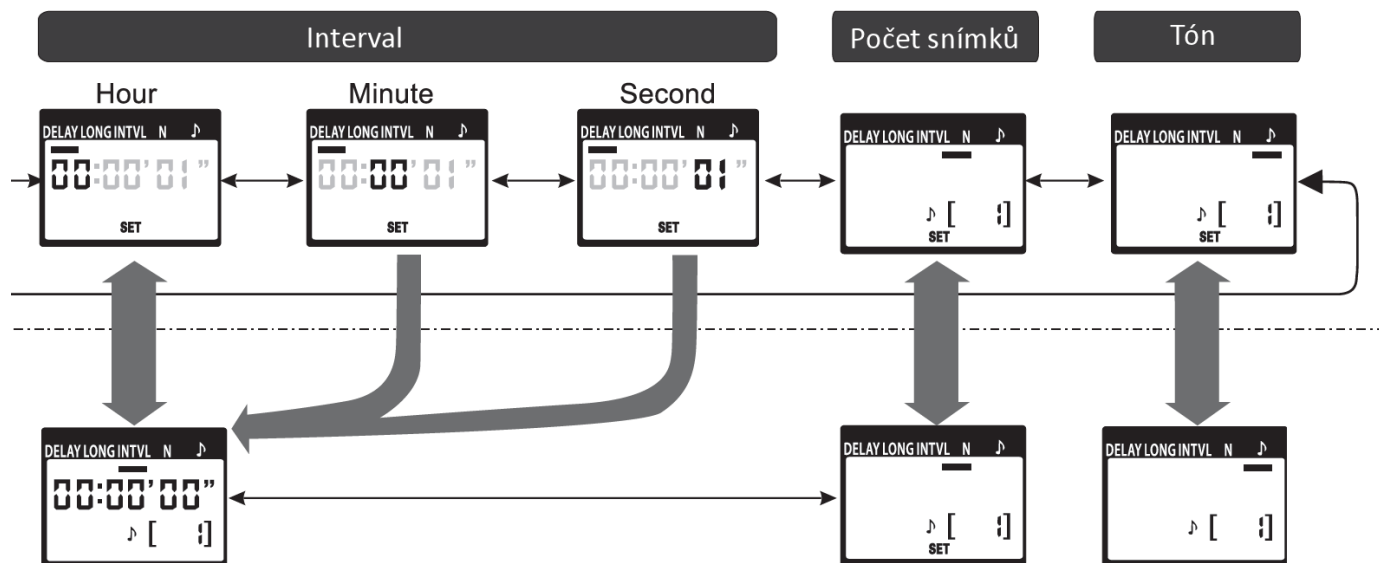 Interval
Počet snímků
Tón
Hour
Minute
Second
DELAY LONG INTVL N ♪
00:00’01”
SET
DELAY LONG INTVL N ♪
00:00’01”
SET
DELAY LONG INTVL N ♪
00:00’01”
SET
DELAY LONG INTVL N ♪
♪ [ 1]
SET
DELAY LONG INTVL N ♪
♪ [ 1]
SET
DELAY LONG INTVL N ♪
00:00’00”
♪ [ 1]
DELAY LONG INTVL N ♪
♪ [ 1]
SET
DELAY LONG INTVL N ♪
♪ [ 1]